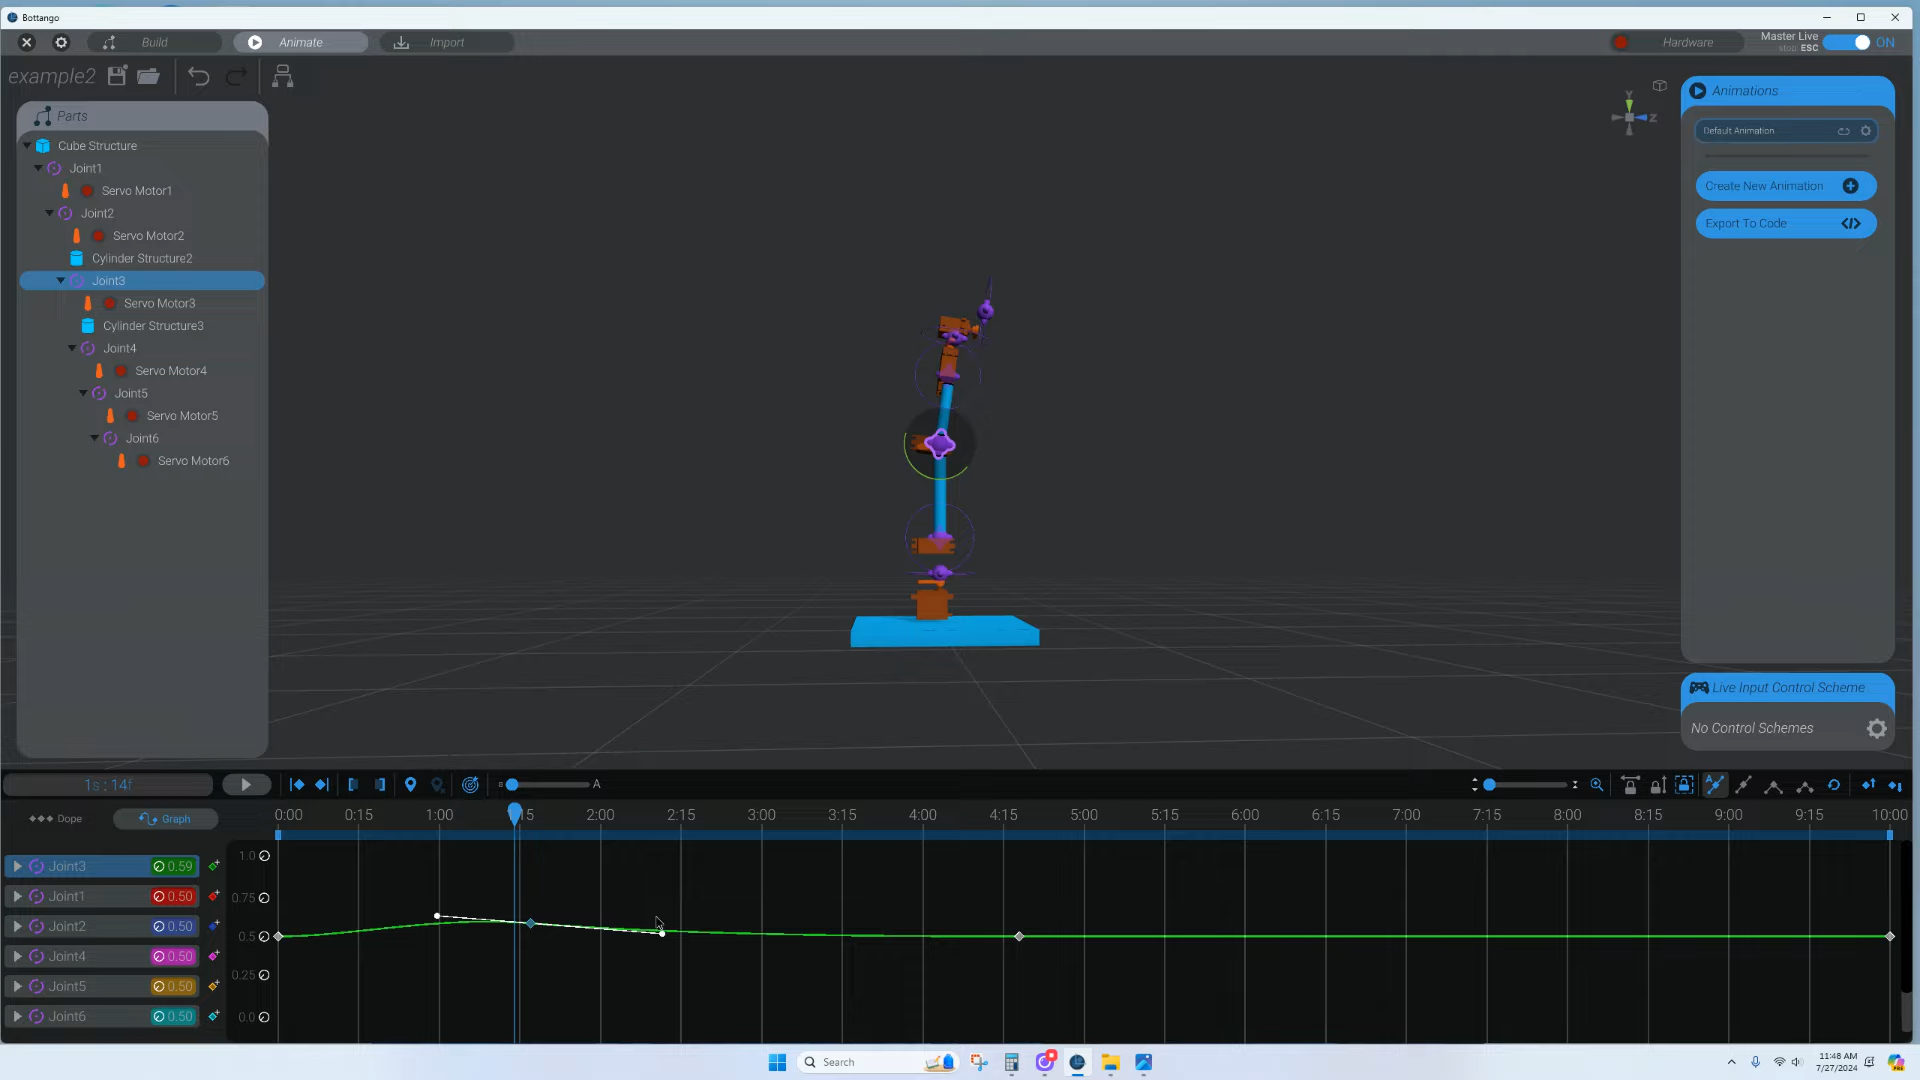 Bottango
Build
Animate
Import
Hardware
Master Live
stop: ESC
ON
example2
Parts
Cube Structure
Joint1
Servo Motor1
Joint2
Servo Motor2
Cylinder Structure2
Joint3
Servo Motor3
Cylinder Structure3
Joint4
Servo Motor4
Joint5
Servo Motor5
Joint6
Servo Motor6
Y
Z
Animations
Default Animation
Create New Animation
Export To Code
Live Input Control Scheme
No Control Schemes
1s : 14f
A
Dope
Graph
0:00 0:15 1:00 :15 2:00 2:15 3:00 3:15 4:00 4:15 5:00 5:15 6:00 6:15 7:00 7:15 8:00 8:15 9:00 9:15 10:00
Joint3 0.59
Joint1 0.50
Joint2 0.50
Joint4 0.50
Joint5 0.50
Joint6 0.50
1.0
0.75
0.5
0.25
0.0
Search
11:48 AM
7/27/2024